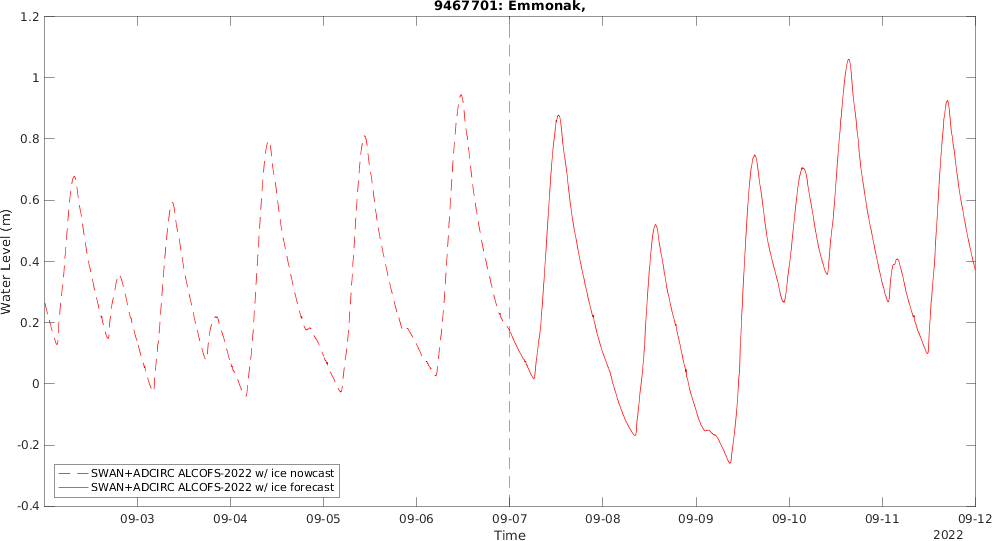 9467701: Emmonak,
1.2
1
0.8
0.6
0.4
0.2
0
-0.2
-0.4
Water Level (m)
SWAN+ADCIRC ALCOFS-2022 w/ ice nowcast
SWAN+ADCIRC ALCOFS-2022 w/ ice forecast
09-03 09-04 09-05 09-06 09-07 09-08 09-09 09-10 09-11 09-12
Time
2022